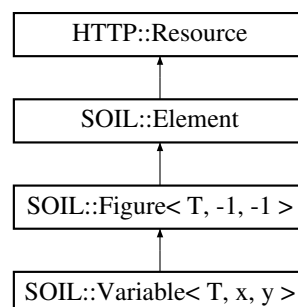 HTTP::Resource
SOIL::Element
SOIL::Figure< T, -1, -1 >
SOIL::Variable< T, x, y >